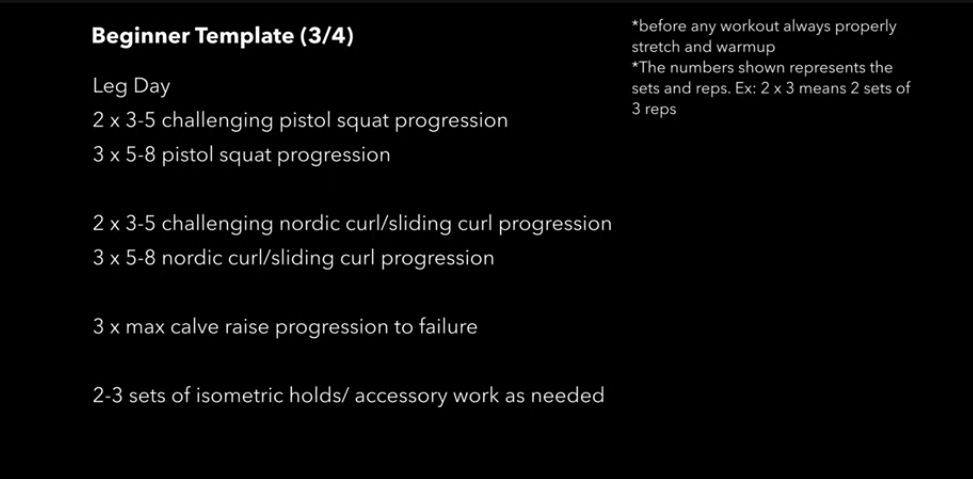 Beginner Template (3/4)
Leg Day
2 x 3-5 challenging pistol squat progression
3 x 5-8 pistol squat progression
2 x 3-5 challenging nordic curl/sliding curl progression
3 x 5-8 nordic curl/sliding curl progression
3 x max calve raise progression to failure
2-3 sets of isometric holds/ accessory work as needed
*before any workout always properly
stretch and warmup
*The numbers shown represents the
sets and reps. Ex: 2 x 3 means 2 sets of
3 reps